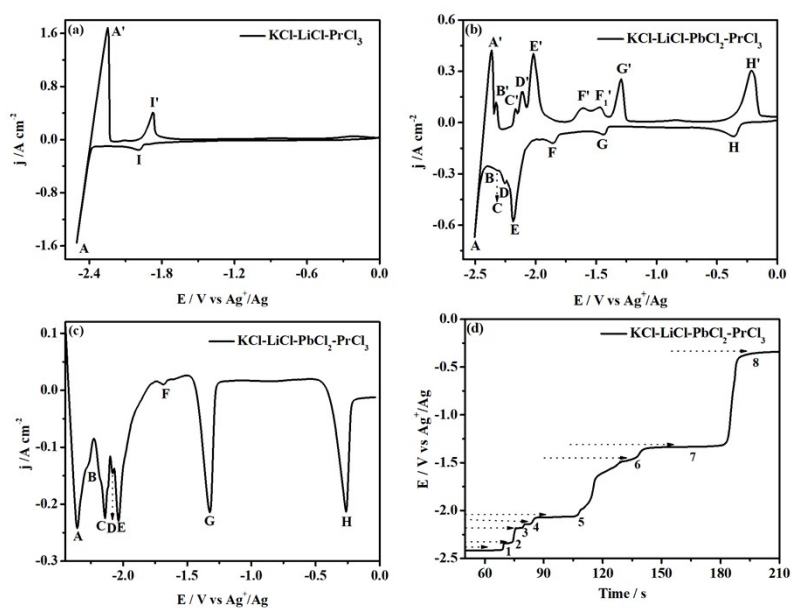 (a)
KCl-LiCl-PrCl₃
A'
I'
I
A
1.6
0.8
0.0
-0.8
-1.6
j / A cm⁻²
-2.4
-1.8
-1.2
-0.6
0.0
E / V vs Ag⁺/Ag
(b)
KCl-LiCl-PbCl₂-PrCl₃
A'
B'
C'
D'
E'
F'
F₁'
G'
H'
A
B
C
D
E
F
G
H
0.6
0.3
0.0
-0.3
-0.6
j / A cm⁻²
-2.5
-2.0
-1.5
-1.0
-0.5
0.0
E / V vs Ag⁺/Ag
(c)
KCl-LiCl-PbCl₂-PrCl₃
A
B
C
D
E
F
G
H
0.1
0.0
-0.1
-0.2
-0.3
j / A cm⁻²
-2.0
-1.5
-1.0
-0.5
0.0
E / V vs Ag⁺/Ag
(d)
KCl-LiCl-PbCl₂-PrCl₃
1
2
3
4
5
6
7
8
0.0
-0.5
-1.0
-1.5
-2.0
-2.5
E / V vs Ag⁺/Ag
60
90
120
150
180
210
Time / s